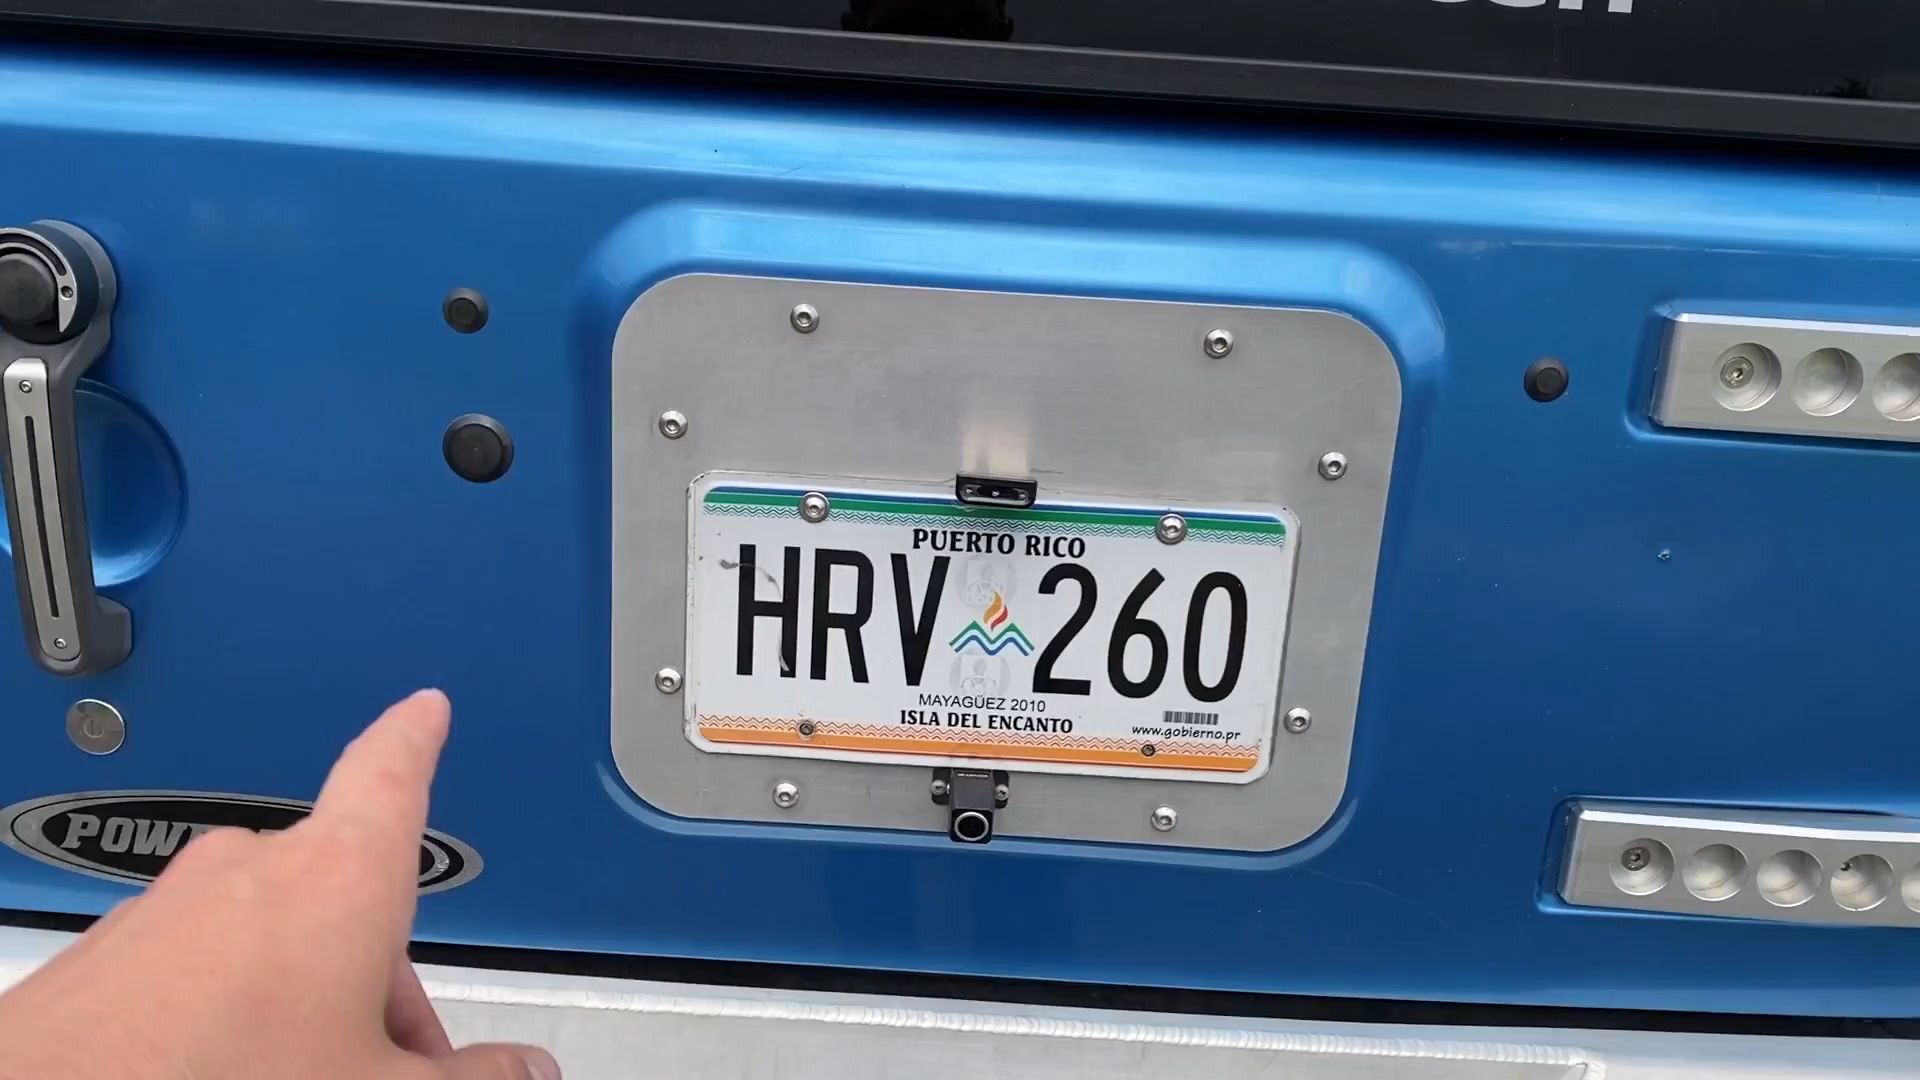 PUERTO RICO
HRV 260
MAYAGÜEZ 2010
ISLA DEL ENCANTO
www.gobierno.pr